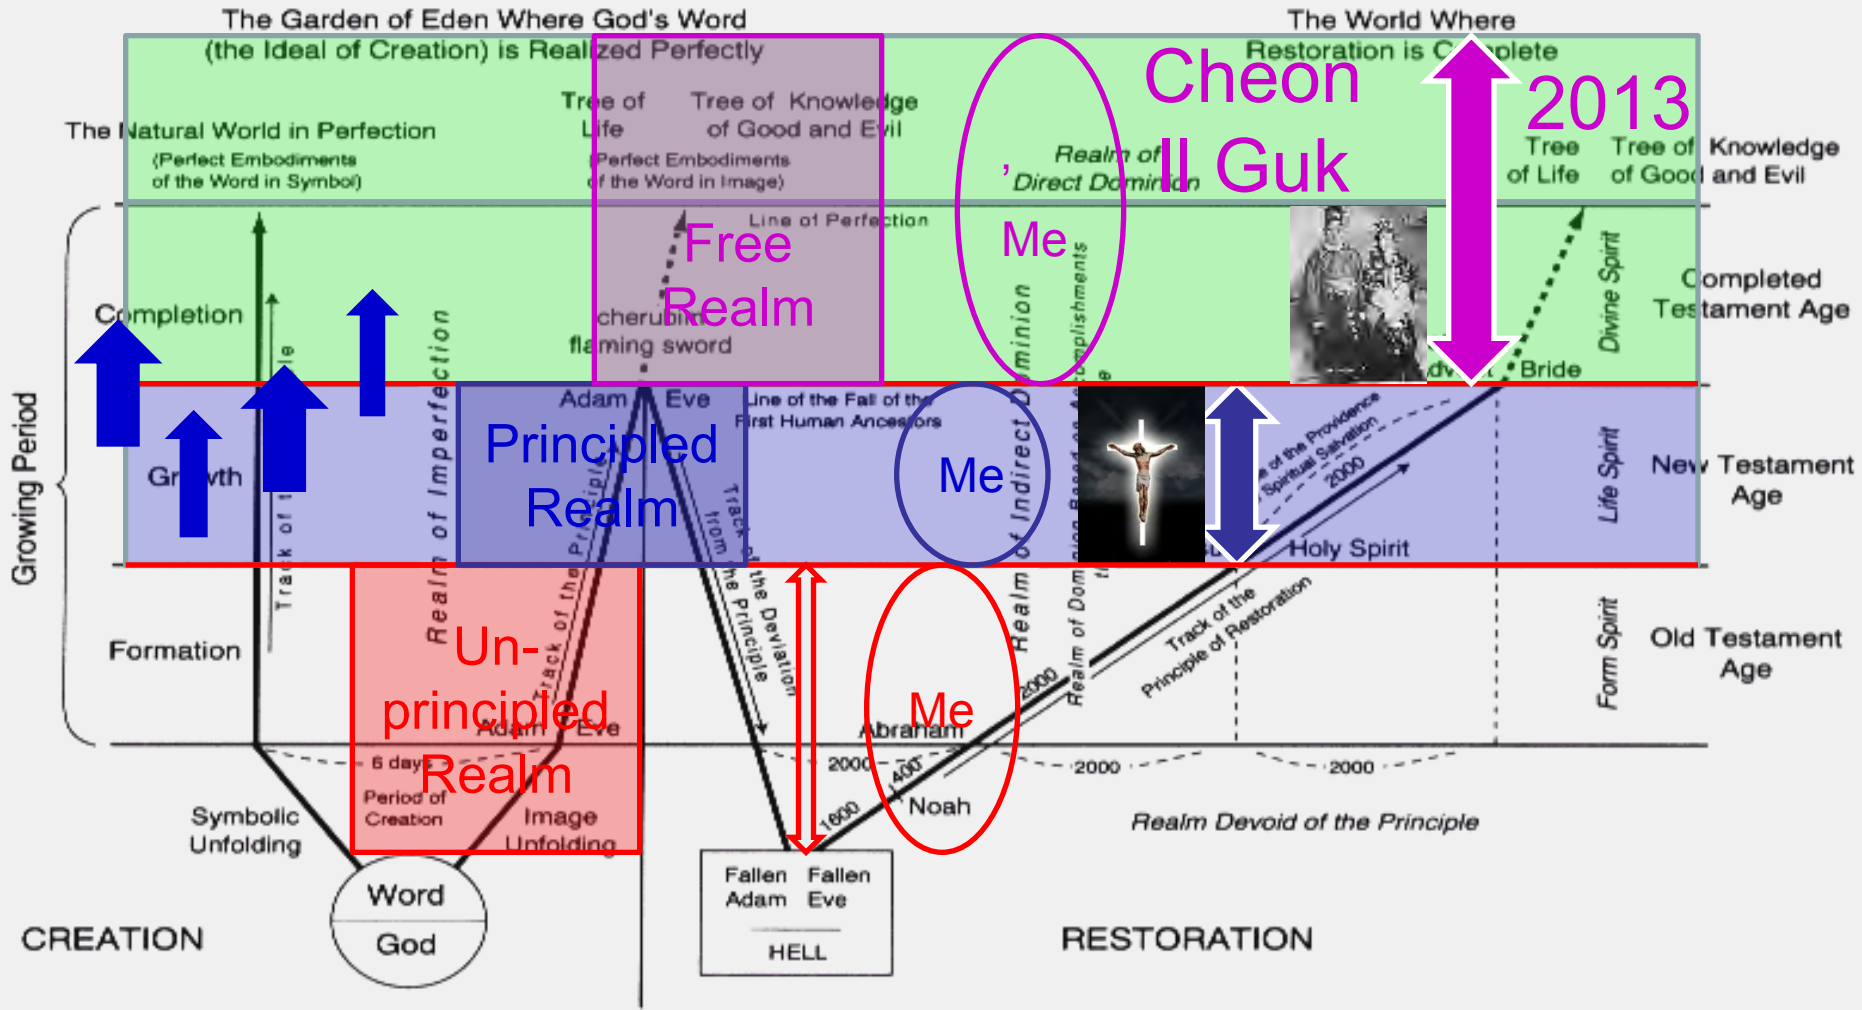 The Garden of Eden Where God's Word
(the Ideal of Creation) is Realized Perfectly
The World Where
Restoration is Complete
Cheon
Il Guk
2013
Tree of
Life
Tree of Knowledge
of Good and Evil
The Natural World in Perfection
(Perfect Embodiments
of the Word in Symbol)
(Perfect Embodiments
of the Word in Image)
,
Realm of
Direct Dominion
Tree
of Life
Tree of Knowledge
of Good and Evil
Line of Perfection
Free
Realm
Me
Completion
cherubim
flaming sword
Divine Spirit
Completed
Testament Age
Bride
Growing Period
Adam
Eve
Line of the Fall of the
First Human Ancestors
Principled
Realm
Me
Growth
Realm of Imperfection
Realm of Indirect Dominion
Spiritual Salvation
2000
Life Spirit
New Testament
Age
Holy Spirit
Track of the Principle
Track of the Deviation
from the Principle
Formation
Un-
principled
Realm
Me
2000
Track of the
Principle of Restoration
Form Spirit
Old Testament
Age
Adam
Eve
Abraham
6 days
2000
400
2000
2000
Period of
Creation
Symbolic
Unfolding
Image
Unfolding
1600
Noah
Realm Devoid of the Principle
Word
God
Fallen Fallen
Adam Eve
HELL
CREATION
RESTORATION